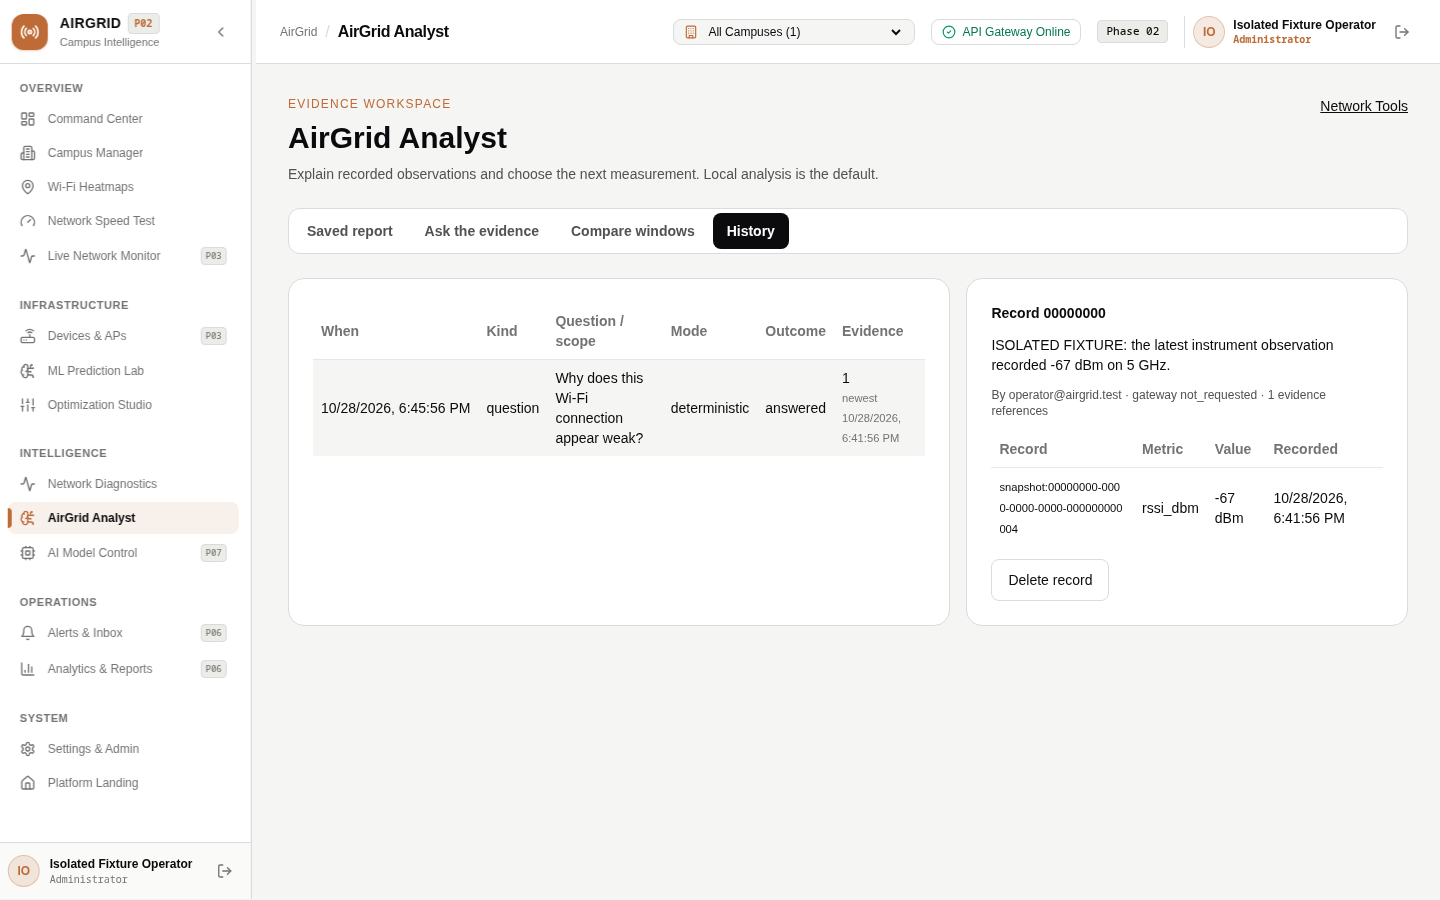 AIRGRID P02
Campus Intelligence
AirGrid / AirGrid Analyst
All Campuses (1)
API Gateway Online
Phase 02
IO
Isolated Fixture Operator
Administrator
OVERVIEW
Command Center
Campus Manager
Wi-Fi Heatmaps
Network Speed Test
Live Network Monitor P03
INFRASTRUCTURE
Devices & APs P03
ML Prediction Lab
Optimization Studio
INTELLIGENCE
Network Diagnostics
AirGrid Analyst
AI Model Control P07
OPERATIONS
Alerts & Inbox P06
Analytics & Reports P06
SYSTEM
Settings & Admin
Platform Landing
IO
Isolated Fixture Operator
Administrator
EVIDENCE WORKSPACE
Network Tools
AirGrid Analyst
Explain recorded observations and choose the next measurement. Local analysis is the default.
Saved report Ask the evidence Compare windows History
When Kind Question / scope Mode Outcome Evidence
10/28/2026, 6:45:56 PM question
Why does this
Wi-Fi
connection
appear weak?
deterministic answered
1
newest
10/28/2026,
6:41:56 PM
Record 00000000
ISOLATED FIXTURE: the latest instrument observation
recorded -67 dBm on 5 GHz.
By operator@airgrid.test · gateway not_requested · 1 evidence
references
Record Metric Value Recorded
snapshot:00000000-000
0-0000-0000-000000000
004
rssi_dbm
-67
dBm
10/28/2026,
6:41:56 PM
Delete record